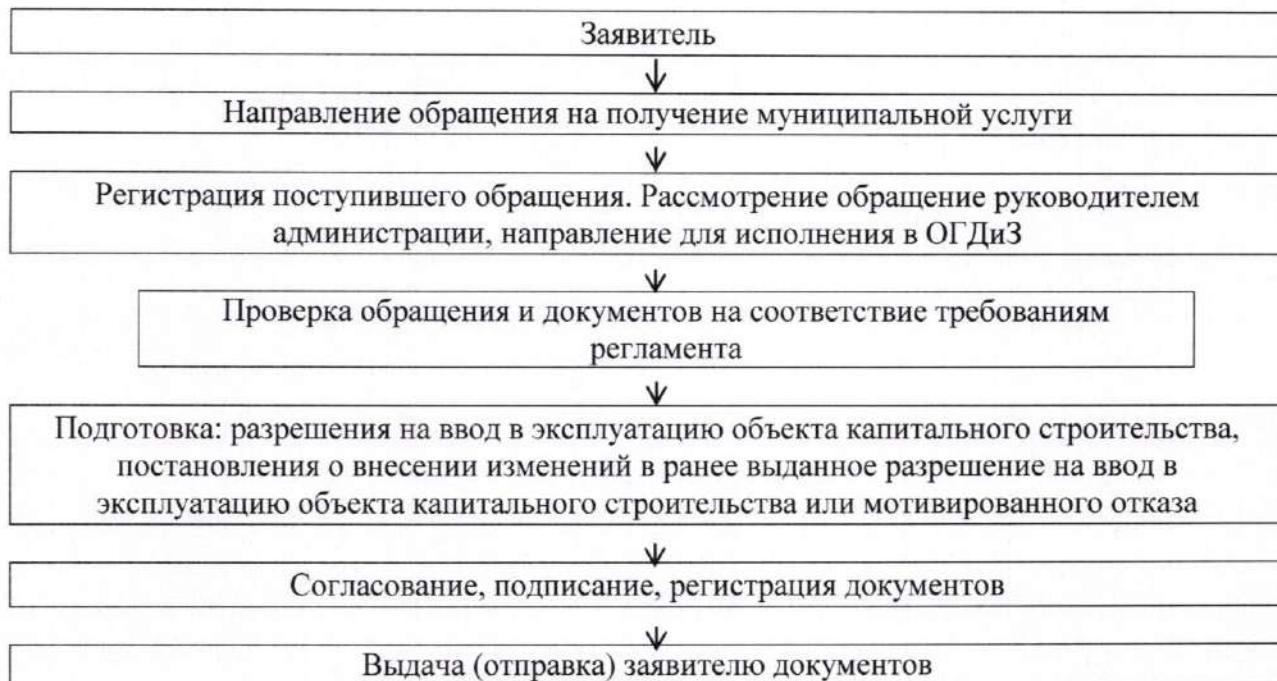 Заявитель
Направление обращения на получение муниципальной услуги
Регистрация поступившего обращения. Рассмотрение обращение руководителем
администрации, направление для исполнения в ОГДиЗ
Проверка обращения и документов на соответствие требованиям
регламента
Подготовка: разрешения на ввод в эксплуатацию объекта капитального строительства,
постановления о внесении изменений в ранее выданное разрешение на ввод в
эксплуатацию объекта капитального строительства или мотивированного отказа
Согласование, подписание, регистрация документов
Выдача (отправка) заявителю документов